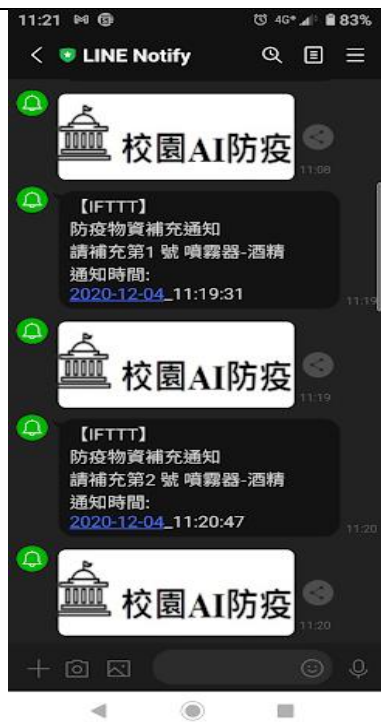 11:21 4G+ 83%
LINE Notify
校園AI防疫
11:08
【IFTTT】
防疫物資補充通知
請補充第1 號 噴霧器-酒精
通知時間:
2020-12-04_11:19:31
11:19
校園AI防疫
11:19
【IFTTT】
防疫物資補充通知
請補充第2 號 噴霧器-酒精
通知時間:
2020-12-04_11:20:47
11:20
校園AI防疫
11:20